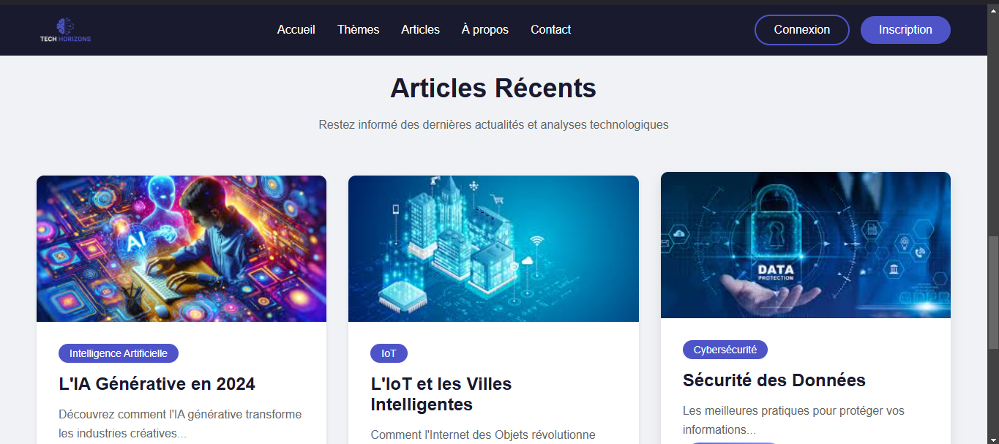 TECH HORIZONS
Accueil
Thèmes
Articles
À propos
Contact
Connexion
Inscription
Articles Récents
Restez informé des dernières actualités et analyses technologiques
AI
DATA
PROTECTION
GDPR
Intelligence Artificielle
L'IA Générative en 2024
Découvrez comment l'IA générative transforme
les industries créatives...
IoT
L'IoT et les Villes
Intelligentes
Comment l'Internet des Objets révolutionne
Cybersécurité
Sécurité des Données
Les meilleures pratiques pour protéger vos
informations...